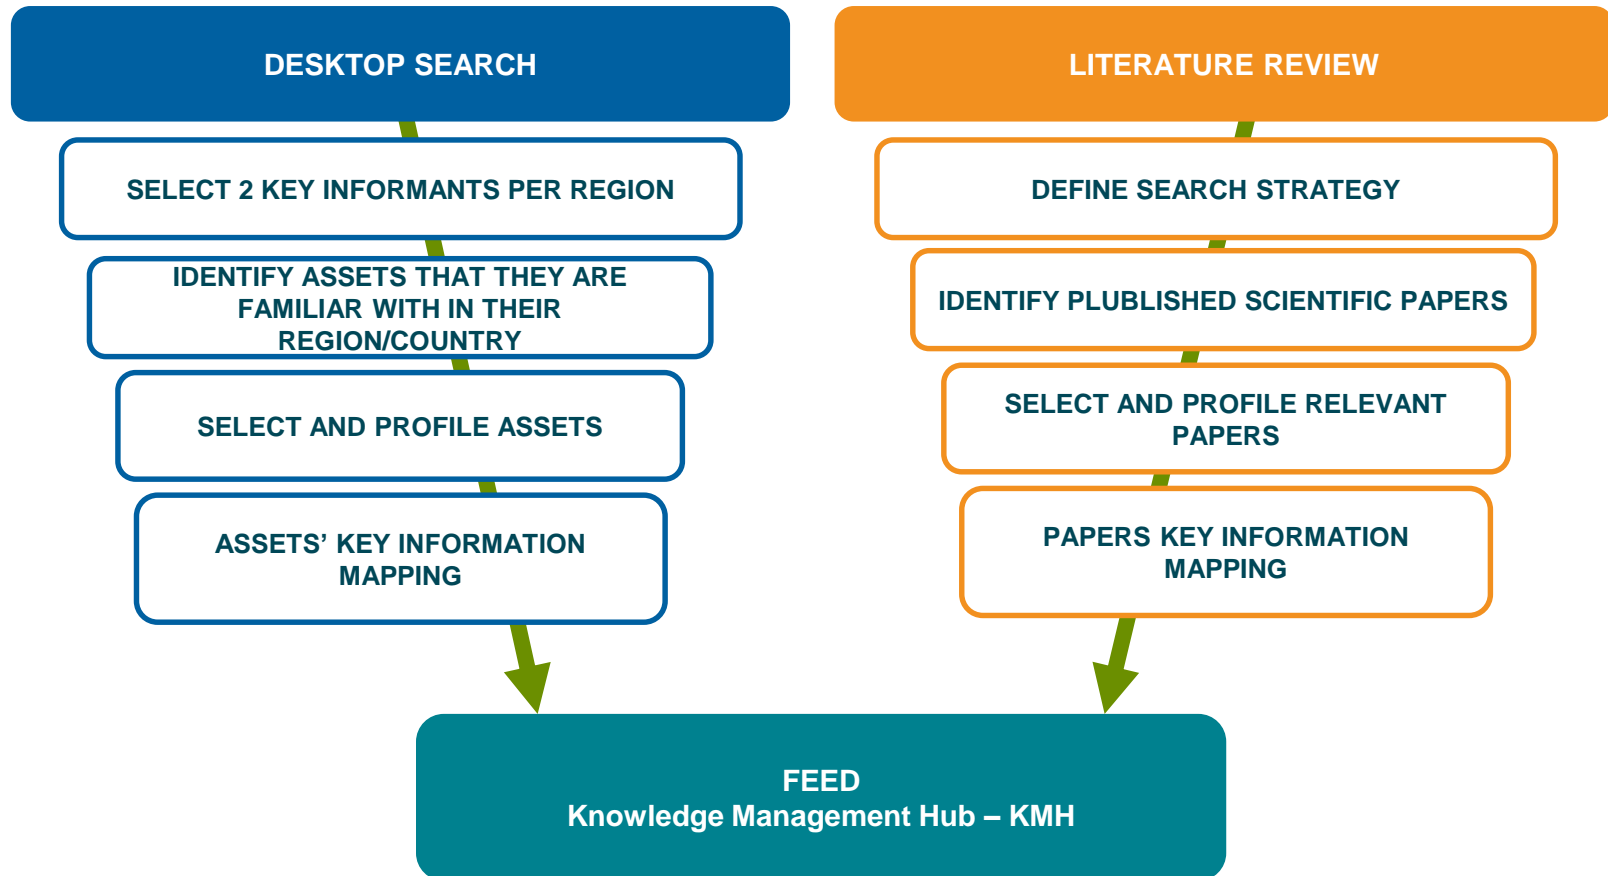 DESKTOP SEARCH
SELECT 2 KEY INFORMANTS PER REGION
IDENTIFY ASSETS THAT THEY ARE
FAMILIAR WITH IN THEIR
REGION/COUNTRY
SELECT AND PROFILE ASSETS
ASSETS’ KEY INFORMATION
MAPPING
LITERATURE REVIEW
DEFINE SEARCH STRATEGY
IDENTIFY PLUBLISHED SCIENTIFIC PAPERS
SELECT AND PROFILE RELEVANT
PAPERS
PAPERS KEY INFORMATION
MAPPING
FEED
Knowledge Management Hub – KMH